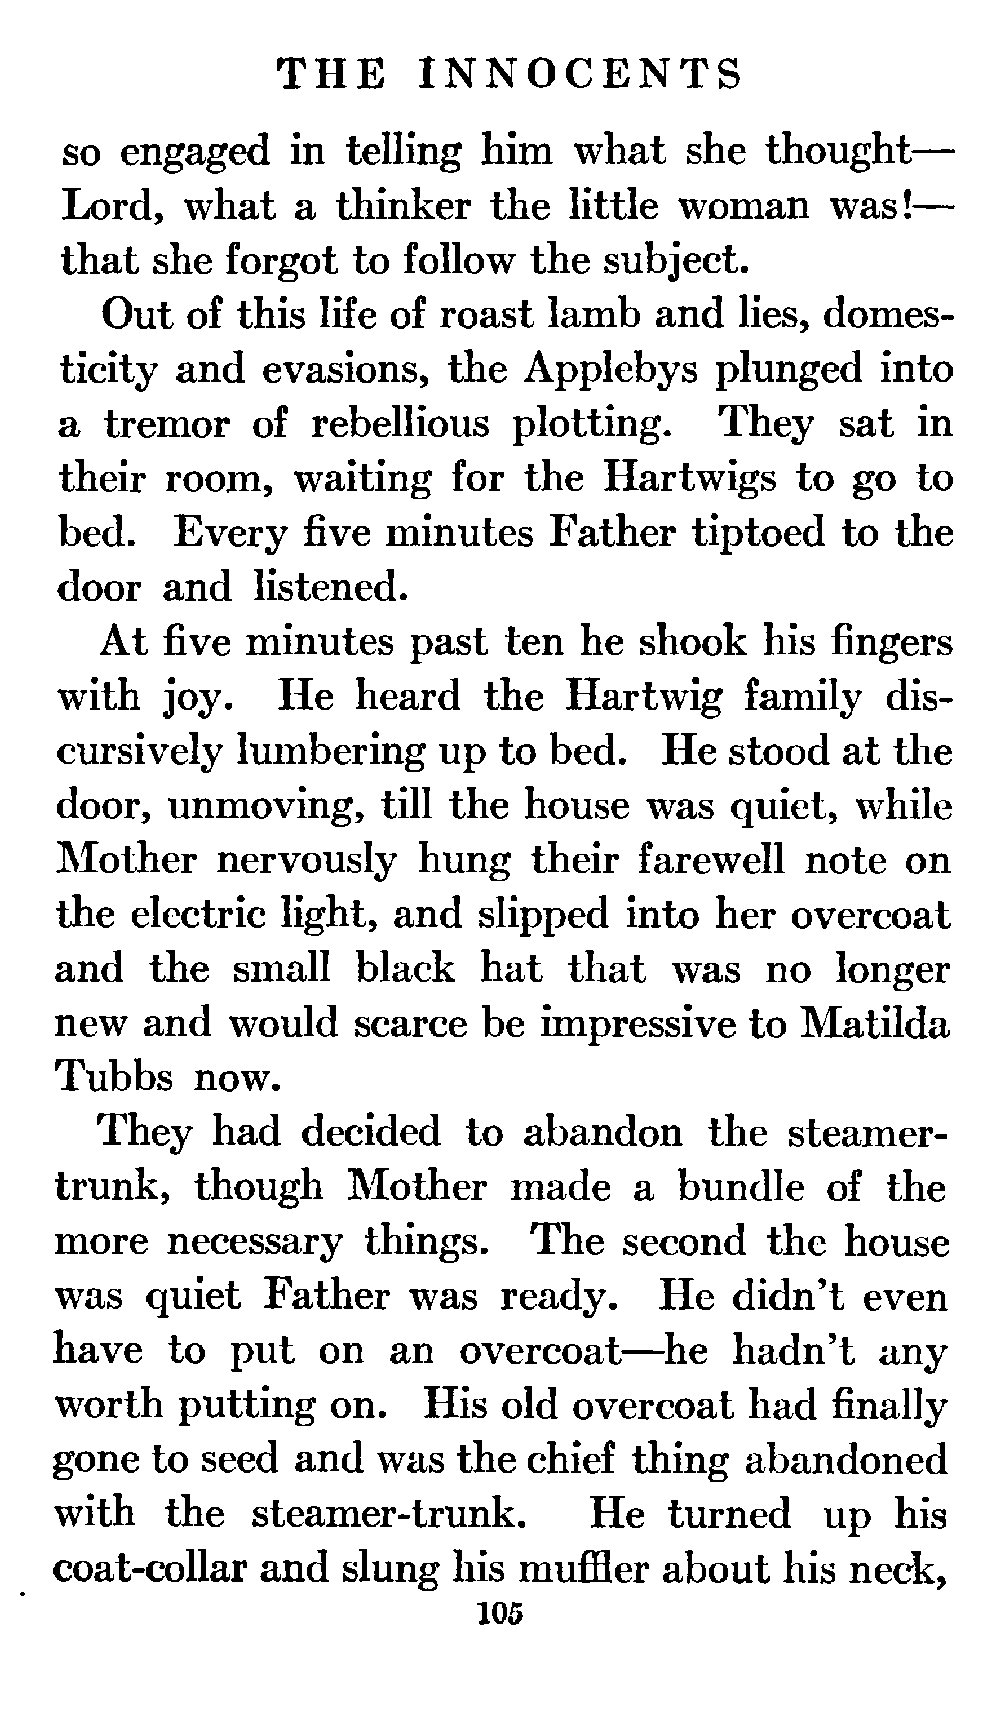 THE INNOCENTS
so engaged in telling him what she thought—
Lord, what a thinker the little woman was!—
that she forgot to follow the subject.
Out of this life of roast lamb and lies, domes-
ticity and evasions, the Applebys plunged into
a tremor of rebellious plotting. They sat in
their room, waiting for the Hartwigs to go to
bed. Every five minutes Father tiptoed to the
door and listened.
At five minutes past ten he shook his fingers
with joy. He heard the Hartwig family dis-
cursively lumbering up to bed. He stood at the
door, unmoving, till the house was quiet, while
Mother nervously hung their farewell note on
the electric light, and slipped into her overcoat
and the small black hat that was no longer
new and would scarce be impressive to Matilda
Tubbs now.
They had decided to abandon the steamer-
trunk, though Mother made a bundle of the
more necessary things. The second the house
was quiet Father was ready. He didn't even
have to put on an overcoat—he hadn't any
worth putting on. His old overcoat had finally
gone to seed and was the chief thing abandoned
with the steamer-trunk. He turned up his
coat-collar and slung his muffler about his neck,
105